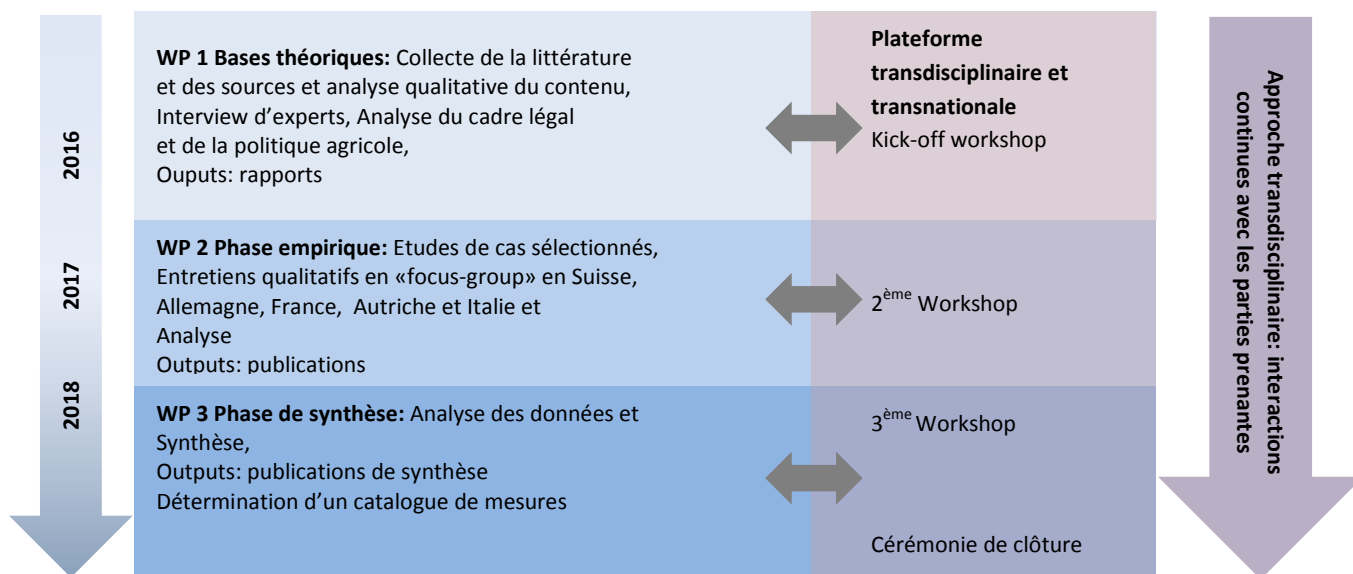 2016
2017
2018
WP 1 Bases théoriques: Collecte de la littérature
et des sources et analyse qualitative du contenu,
Interview d’experts, Analyse du cadre légal
et de la politique agricole,
Ouputs: rapports
Plateforme
transdisciplinaire et
transnationale
Kick-off workshop
WP 2 Phase empirique: Etudes de cas sélectionnés,
Entretiens qualitatifs en «focus-group» en Suisse,
Allemagne, France, Autriche et Italie et
Analyse
Outputs: publications
2ème Workshop
WP 3 Phase de synthèse: Analyse des données et
Synthèse,
Outputs: publications de synthèse
Détermination d’un catalogue de mesures
3ème Workshop
Cérémonie de clôture
Approche transdisciplinaire: interactions
continues avec les parties prenantes